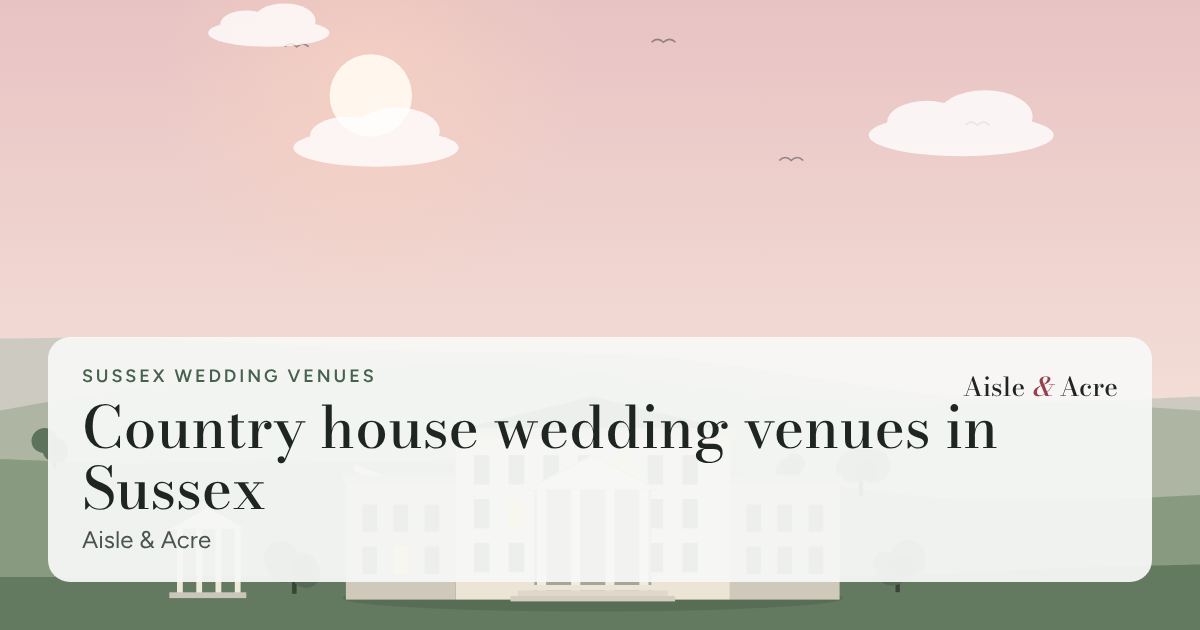 SUSSEX WEDDING VENUES
Aisle & Acre
Country house wedding venues in
Sussex
Aisle & Acre